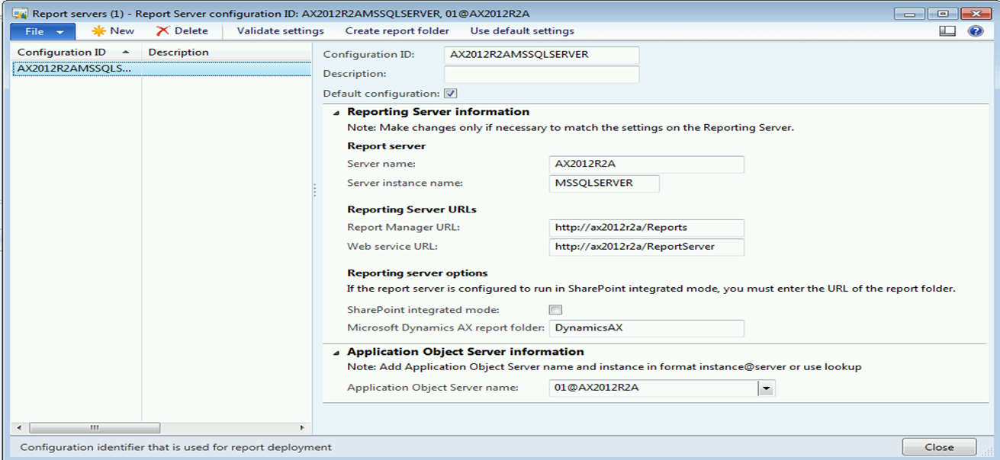 Report servers (1) - Report Server configuration ID: AX2012R2AMSSQLSERVER, 01@AX2012R2A
File New Delete Validate settings Create report folder Use default settings
Configuration ID Description
AX2012R2AMSSQLS...
Configuration ID: AX2012R2AMSSQLSERVER
Description:
Default configuration:
Reporting Server information
Note: Make changes only if necessary to match the settings on the Reporting Server.
Report server
Server name: AX2012R2A
Server instance name: MSSQLSERVER
Reporting Server URLs
Report Manager URL: http://ax2012r2a/Reports
Web service URL: http://ax2012r2a/ReportServer
Reporting server options
If the report server is configured to run in SharePoint integrated mode, you must enter the URL of the report folder.
SharePoint integrated mode:
Microsoft Dynamics AX report folder: DynamicsAX
Application Object Server information
Note: Add Application Object Server name and instance in format instance@server or use lookup
Application Object Server name: 01@AX2012R2A
Configuration identifier that is used for report deployment
Close